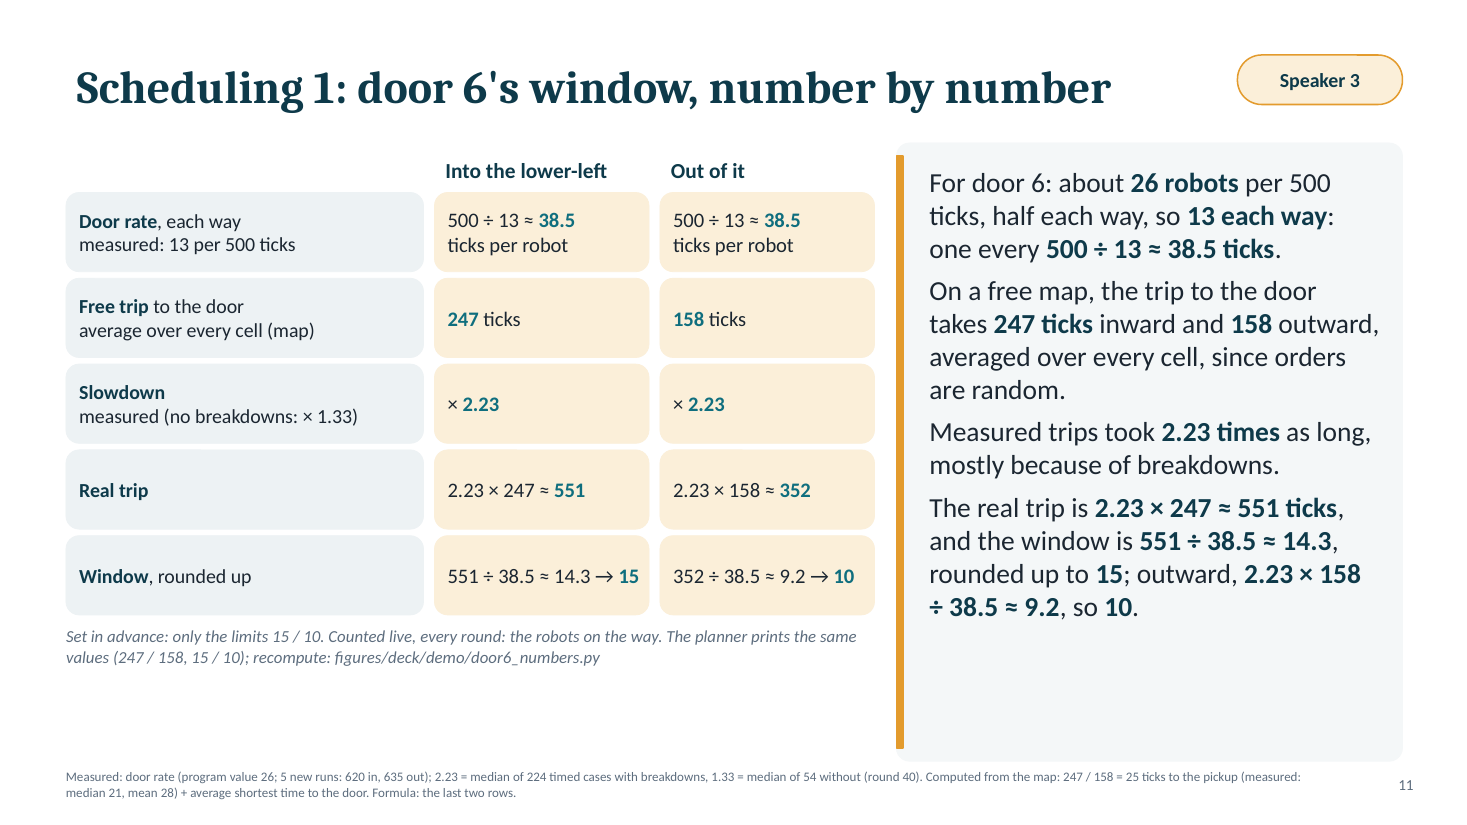 Scheduling 1: door 6's window, number by number
Speaker 3
Into the lower-left
Out of it
Door rate, each way
measured: 13 per 500 ticks
500 ÷ 13 ≈ 38.5
ticks per robot
500 ÷ 13 ≈ 38.5
ticks per robot
Free trip to the door
average over every cell (map)
247 ticks
158 ticks
Slowdown
measured (no breakdowns: × 1.33)
× 2.23
× 2.23
Real trip
2.23 × 247 ≈ 551
2.23 × 158 ≈ 352
Window, rounded up
551 ÷ 38.5 ≈ 14.3 → 15
352 ÷ 38.5 ≈ 9.2 → 10
Set in advance: only the limits 15 / 10. Counted live, every round: the robots on the way. The planner prints the same
values (247 / 158, 15 / 10); recompute: figures/deck/demo/door6_numbers.py
For door 6: about 26 robots per 500
ticks, half each way, so 13 each way:
one every 500 ÷ 13 ≈ 38.5 ticks.
On a free map, the trip to the door
takes 247 ticks inward and 158 outward,
averaged over every cell, since orders
are random.
Measured trips took 2.23 times as long,
mostly because of breakdowns.
The real trip is 2.23 × 247 ≈ 551 ticks,
and the window is 551 ÷ 38.5 ≈ 14.3,
rounded up to 15; outward, 2.23 × 158
÷ 38.5 ≈ 9.2, so 10.
Measured: door rate (program value 26; 5 new runs: 620 in, 635 out); 2.23 = median of 224 timed cases with breakdowns, 1.33 = median of 54 without (round 40). Computed from the map: 247 / 158 = 25 ticks to the pickup (measured:
median 21, mean 28) + average shortest time to the door. Formula: the last two rows.
11